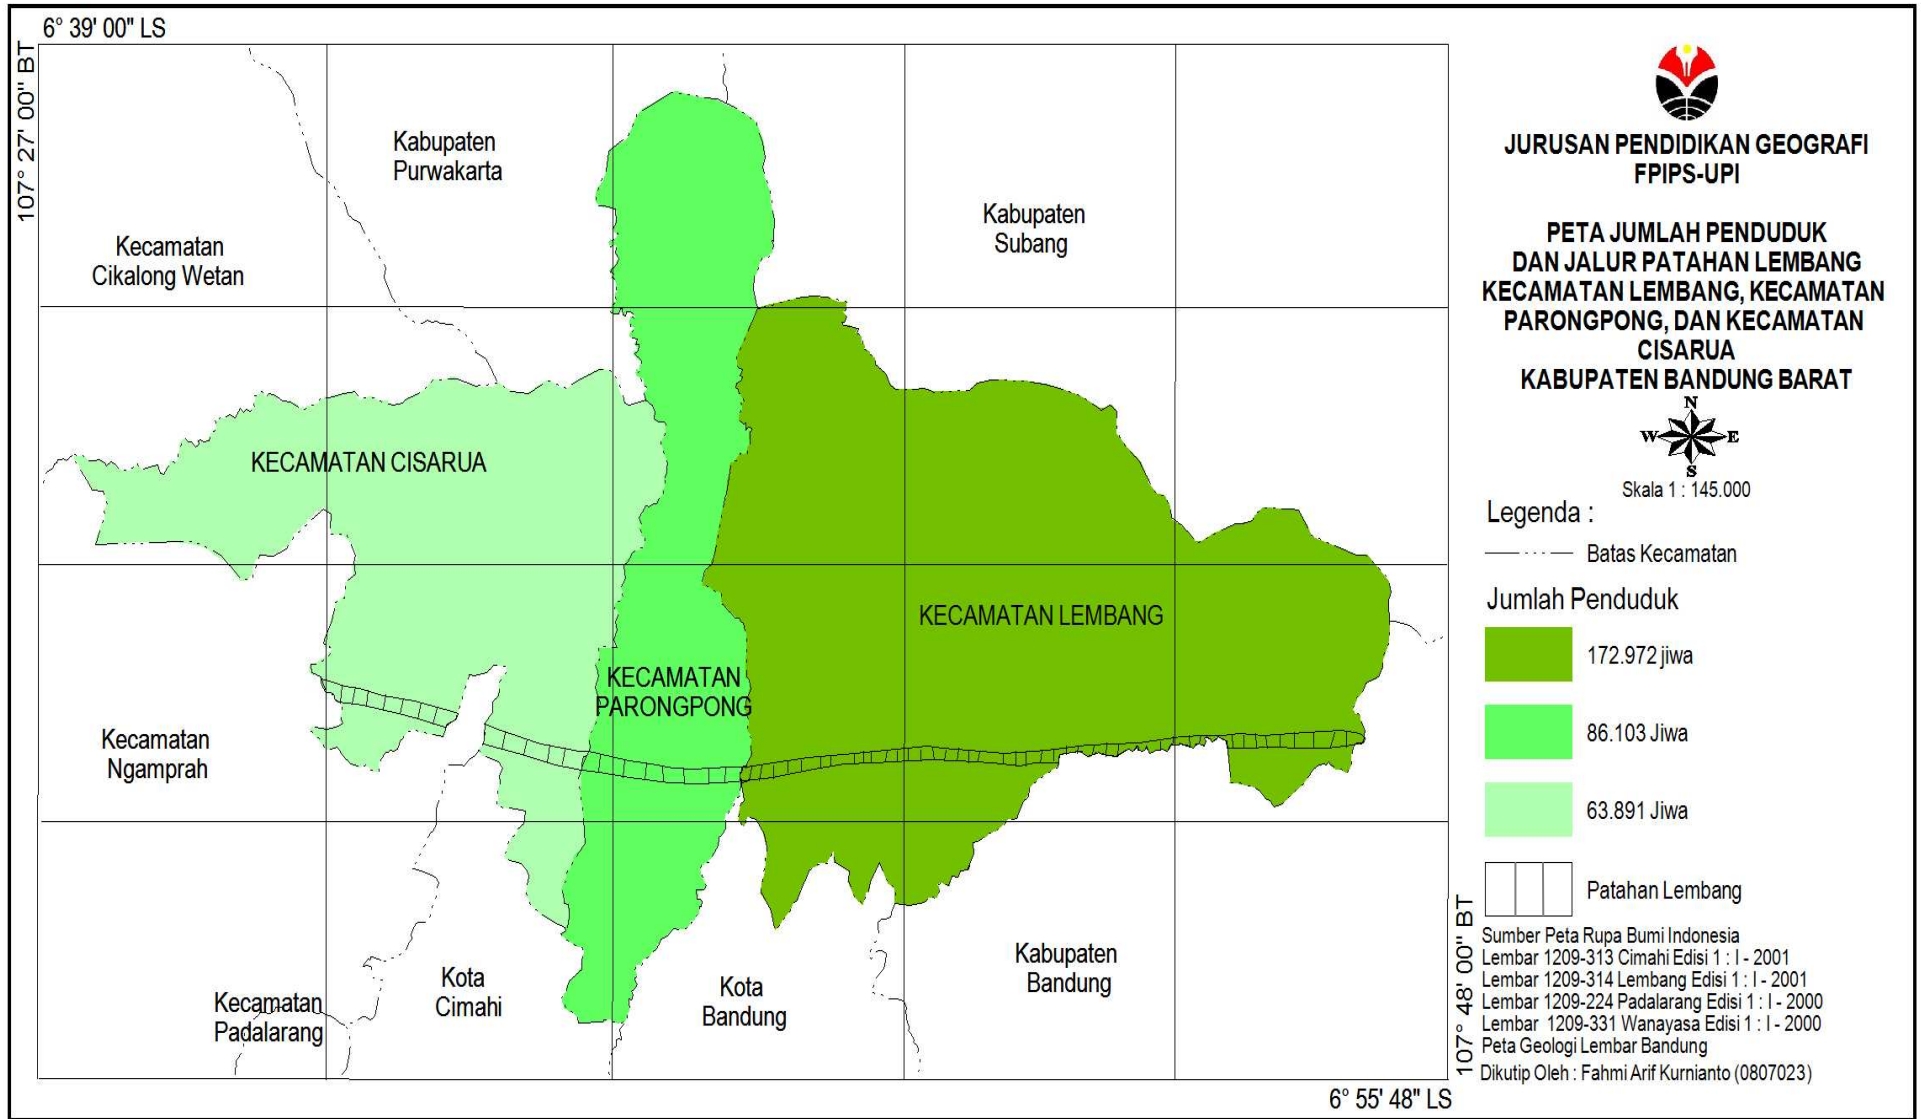 6° 39' 00" LS
107° 27' 00" BT
Kabupaten
Purwakarta
Kecamatan
Cikalong Wetan
Kabupaten
Subang
KECAMATAN CISARUA
KECAMATAN LEMBANG
KECAMATAN
PARONGPONG
Kecamatan
Ngamprah
Kecamatan
Padalarang
Kota
Cimahi
Kota
Bandung
Kabupaten
Bandung
107° 48' 00" BT
6° 55' 48" LS
JURUSAN PENDIDIKAN GEOGRAFI
FPIPS-UPI
PETA JUMLAH PENDUDUK
DAN JALUR PATAHAN LEMBANG
KECAMATAN LEMBANG, KECAMATAN
PARONGPONG, DAN KECAMATAN
CISARUA
KABUPATEN BANDUNG BARAT
N
W E
S
Skala 1 : 145.000
Legenda :
Batas Kecamatan
Jumlah Penduduk
172.972 jiwa
86.103 Jiwa
63.891 Jiwa
Patahan Lembang
Sumber Peta Rupa Bumi Indonesia
Lembar 1209-313 Cimahi Edisi 1 : I - 2001
Lembar 1209-314 Lembang Edisi 1 : I - 2001
Lembar 1209-224 Padalarang Edisi 1 : I - 2000
Lembar 1209-331 Wanayasa Edisi 1 : I - 2000
Peta Geologi Lembar Bandung
Dikutip Oleh : Fahmi Arif Kurnianto (0807023)